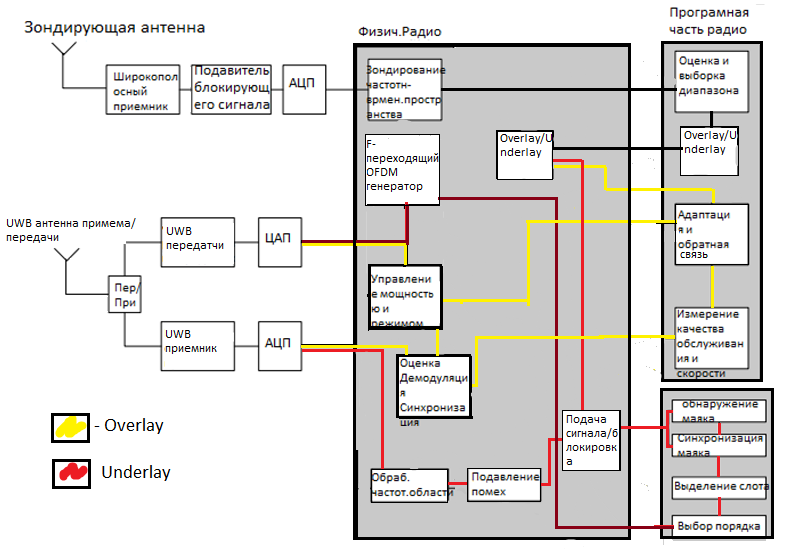 Зондирующая антенна
Физич.Радио
Програмная
часть радио
Широкопол
осный
приемник
Подавитель
блокирующ
его сигнала
АЦП
Зондирование
частотн-
врмен.простр
анства
Оценка и
выборка
диапазона
F-
переходящий
OFDM
генератор
Overlay/U
nderlay
Overlay/U
nderlay
UWB антенна примема/
передачи
UWB
передатчи
ЦАП
Адаптаци
я и
обратная
связь
Пер/
При
Управлени
е мощность
ю и
режимом
UWB
приемник
АЦП
Измерение
качества
обслуживан
ия и
скорости
Оценка
Демодуляци
я
Синхрониза
ция
- Overlay
Underlay
Подача
сигнала/б
локировк
а
обнаружение
маяка
Синхронизация
маяка
Обраб.
частот.области
Подавление
помех
Выделение слота
Выбор порядка